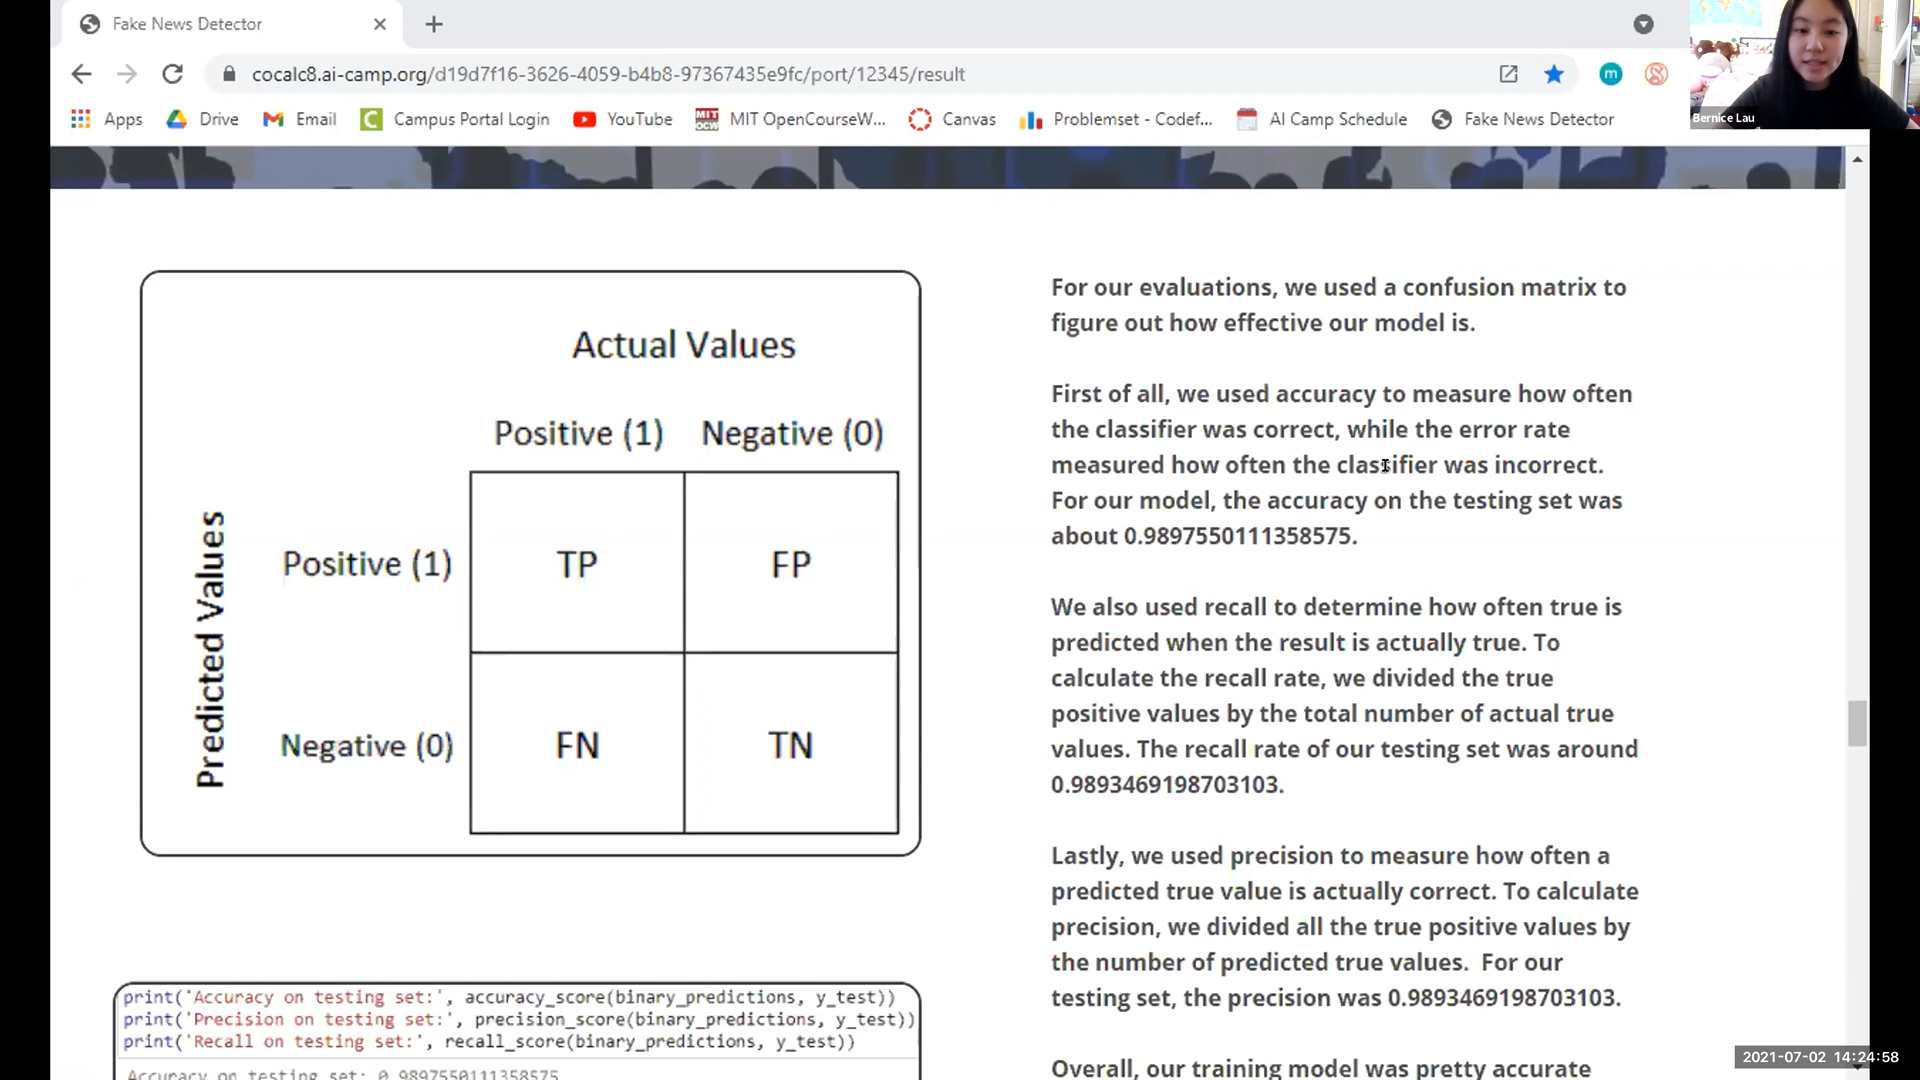 Fake News Detector
cocalc8.ai-camp.org/d19d7f16-3626-4059-b4b8-97367435e9fc/port/12345/result
m
Apps Drive Email Campus Portal Login YouTube MIT OpenCourseW... Canvas Problemset - Codef... AI Camp Schedule Fake News Detector
Bernice Lau
Actual Values
Positive (1) Negative (0)
Predicted Values
Positive (1) TP FP
Negative (0) FN TN
print('Accuracy on testing set:', accuracy_score(binary_predictions, y_test))
print('Precision on testing set:', precision_score(binary_predictions, y_test))
print('Recall on testing set:', recall_score(binary_predictions, y_test))
Accuracy on testing set: 0.9897550111358575
For our evaluations, we used a confusion matrix to
figure out how effective our model is.
First of all, we used accuracy to measure how often
the classifier was correct, while the error rate
measured how often the classifier was incorrect.
For our model, the accuracy on the testing set was
about 0.9897550111358575.
We also used recall to determine how often true is
predicted when the result is actually true. To
calculate the recall rate, we divided the true
positive values by the total number of actual true
values. The recall rate of our testing set was around
0.9893469198703103.
Lastly, we used precision to measure how often a
predicted true value is actually correct. To calculate
precision, we divided all the true positive values by
the number of predicted true values. For our
testing set, the precision was 0.9893469198703103.
Overall, our training model was pretty accurate
2021-07-02 14:24:58